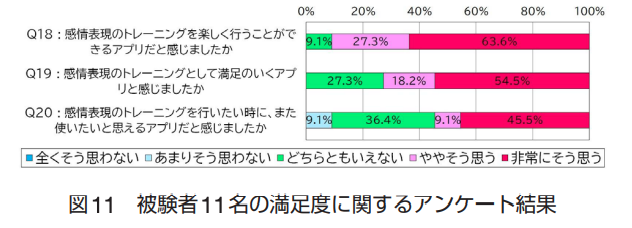 0% 20% 40% 60% 80% 100%
Q18：感情表現のトレーニングを楽しく行うことがで
きるアプリだと感じましたか
9.1% 27.3% 63.6%
Q19：感情表現のトレーニングとして満足のいくアプ
リと感じましたか
27.3% 18.2% 54.5%
Q20：感情表現のトレーニングを行いたい時に、また
使いたいと思えるアプリだと感じましたか
9.1% 36.4% 9.1% 45.5%
全くそう思わない あまりそう思わない どちらともいえない ややそう思う 非常にそう思う
図11　被験者11名の満足度に関するアンケート結果